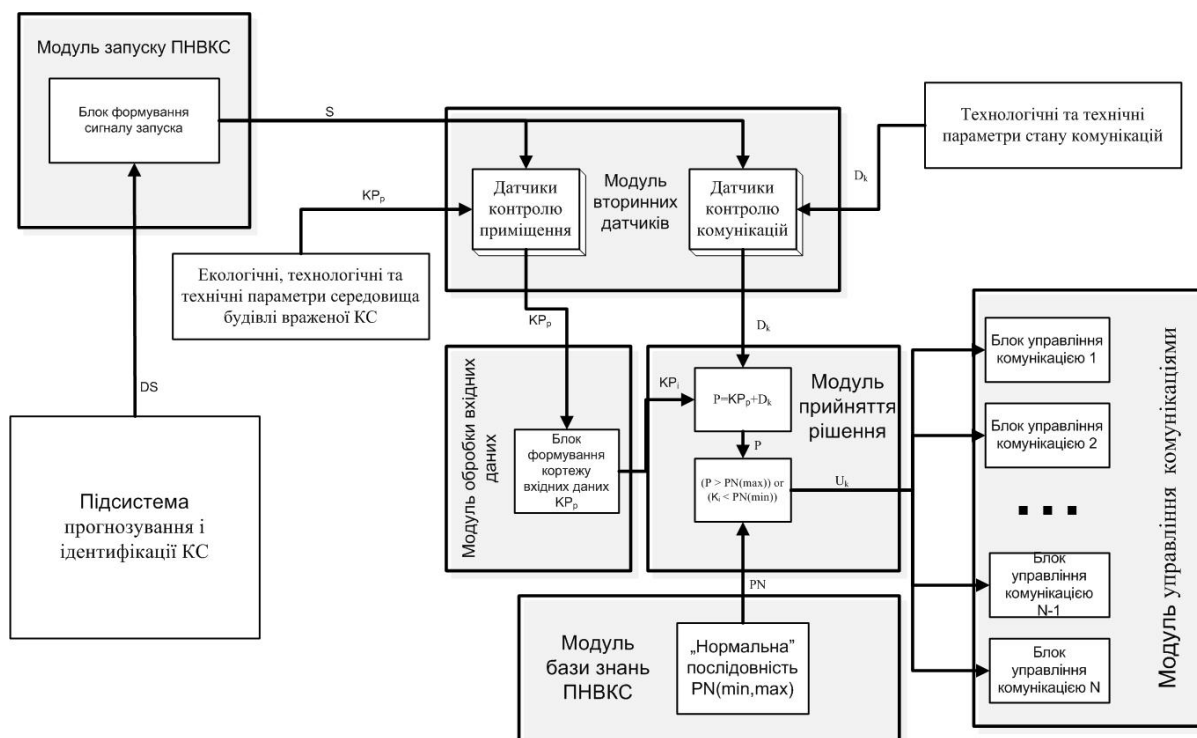 Модуль запуску ПНВКС
Блок формування
сигналу запуска
S
DS
Підсистема
прогнозування і
ідентифікації КС
KPp
Екологічні, технологічні та
технічні параметри середовища
будівлі враженої КС
Датчики
контролю
приміщення
Модуль
вторинних
датчиків
Датчики
контролю
комунікацій
Dk
Технологічні та технічні
параметри стану комунікацій
KPp
Dk
Модуль обробки вхідних
даних
Блок
формування
кортежу
вхідних даних
KPp
KPi
Модуль
прийняття
рішення
P=KPp+Dk
P
(P > PN(max)) or
(Ki < PN(min))
Uk
PN
Модуль
бази знань
ПНВКС
„Нормальна”
послідовність
PN(min,max)
Блок управління
комунікацією 1
Блок управління
комунікацією 2
Блок
управління
комунікацією
N-1
Блок
управління
комунікацією N
Модуль управління комунікаціями